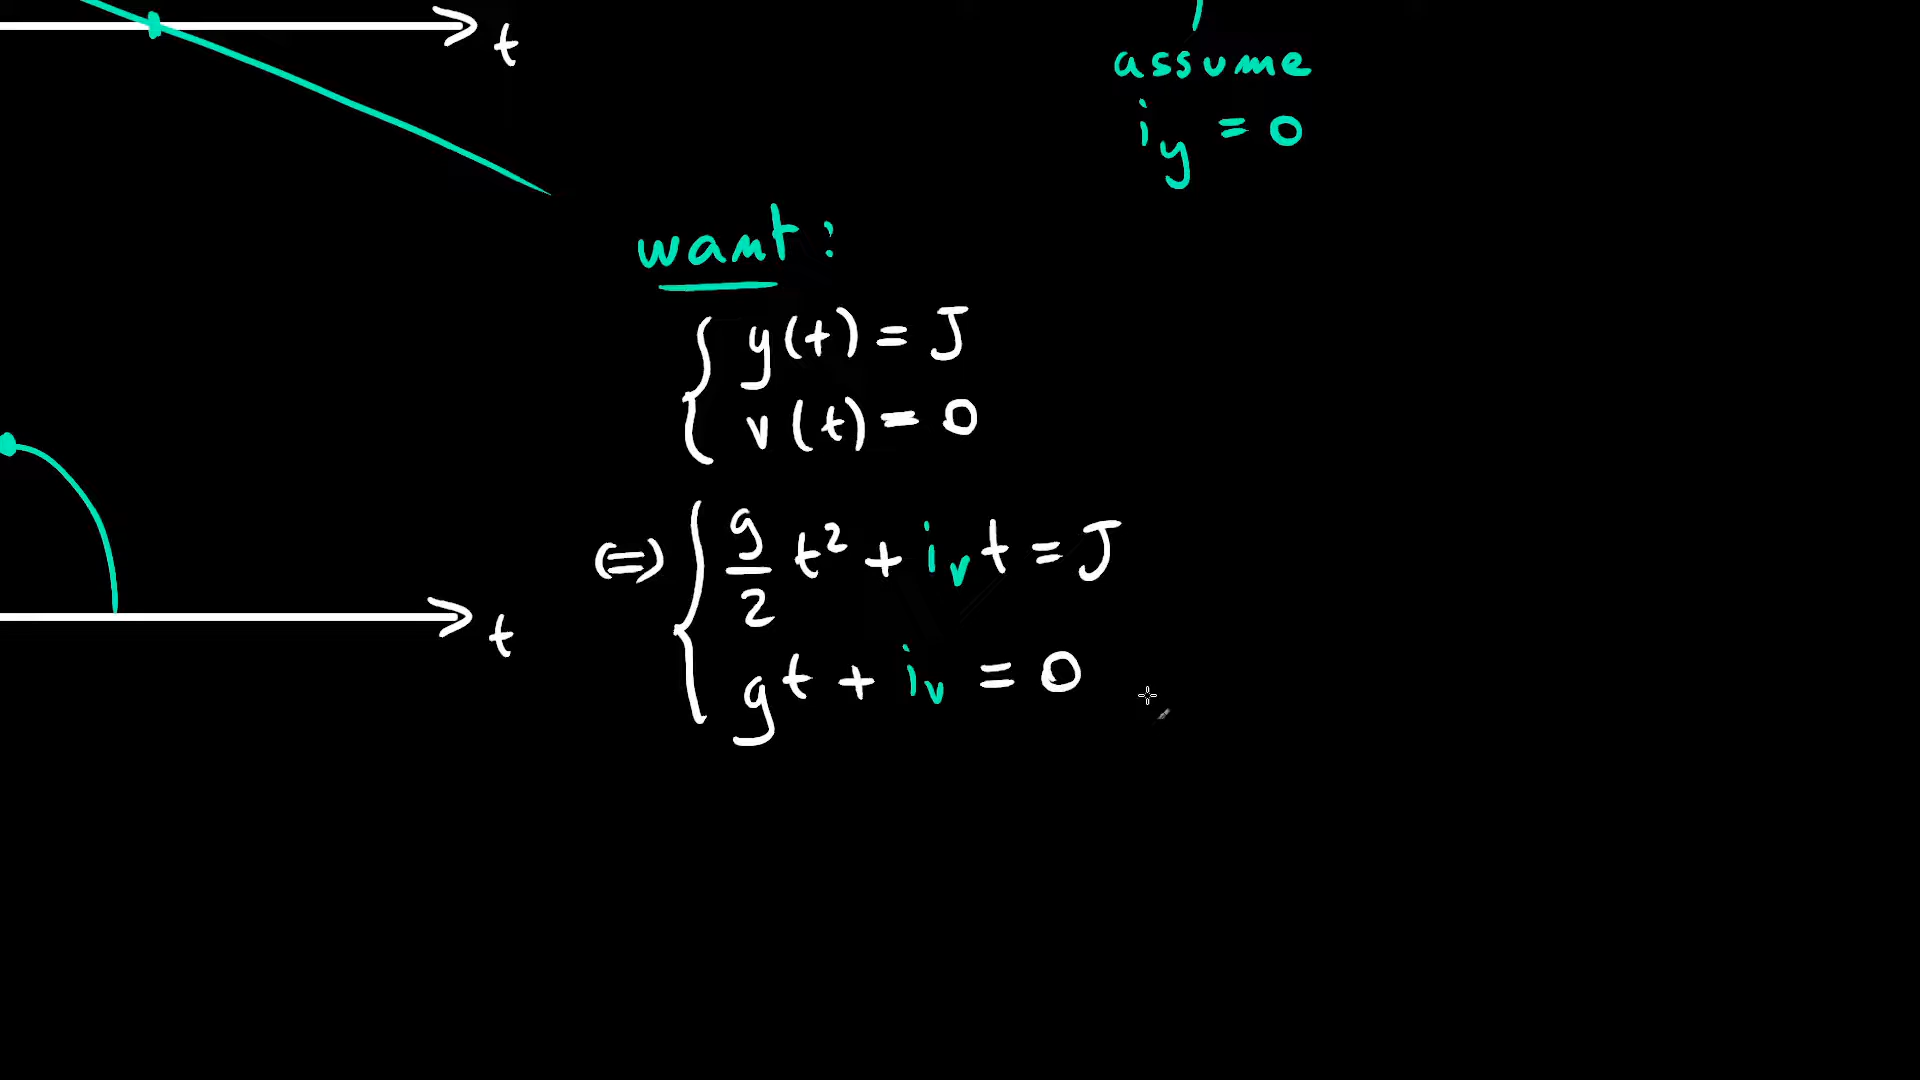 t
assume
i_y = 0
want:
y(t) = J
v(t) = 0
t
(=) g/2 t² + i_v t = J
gt + i_v = 0